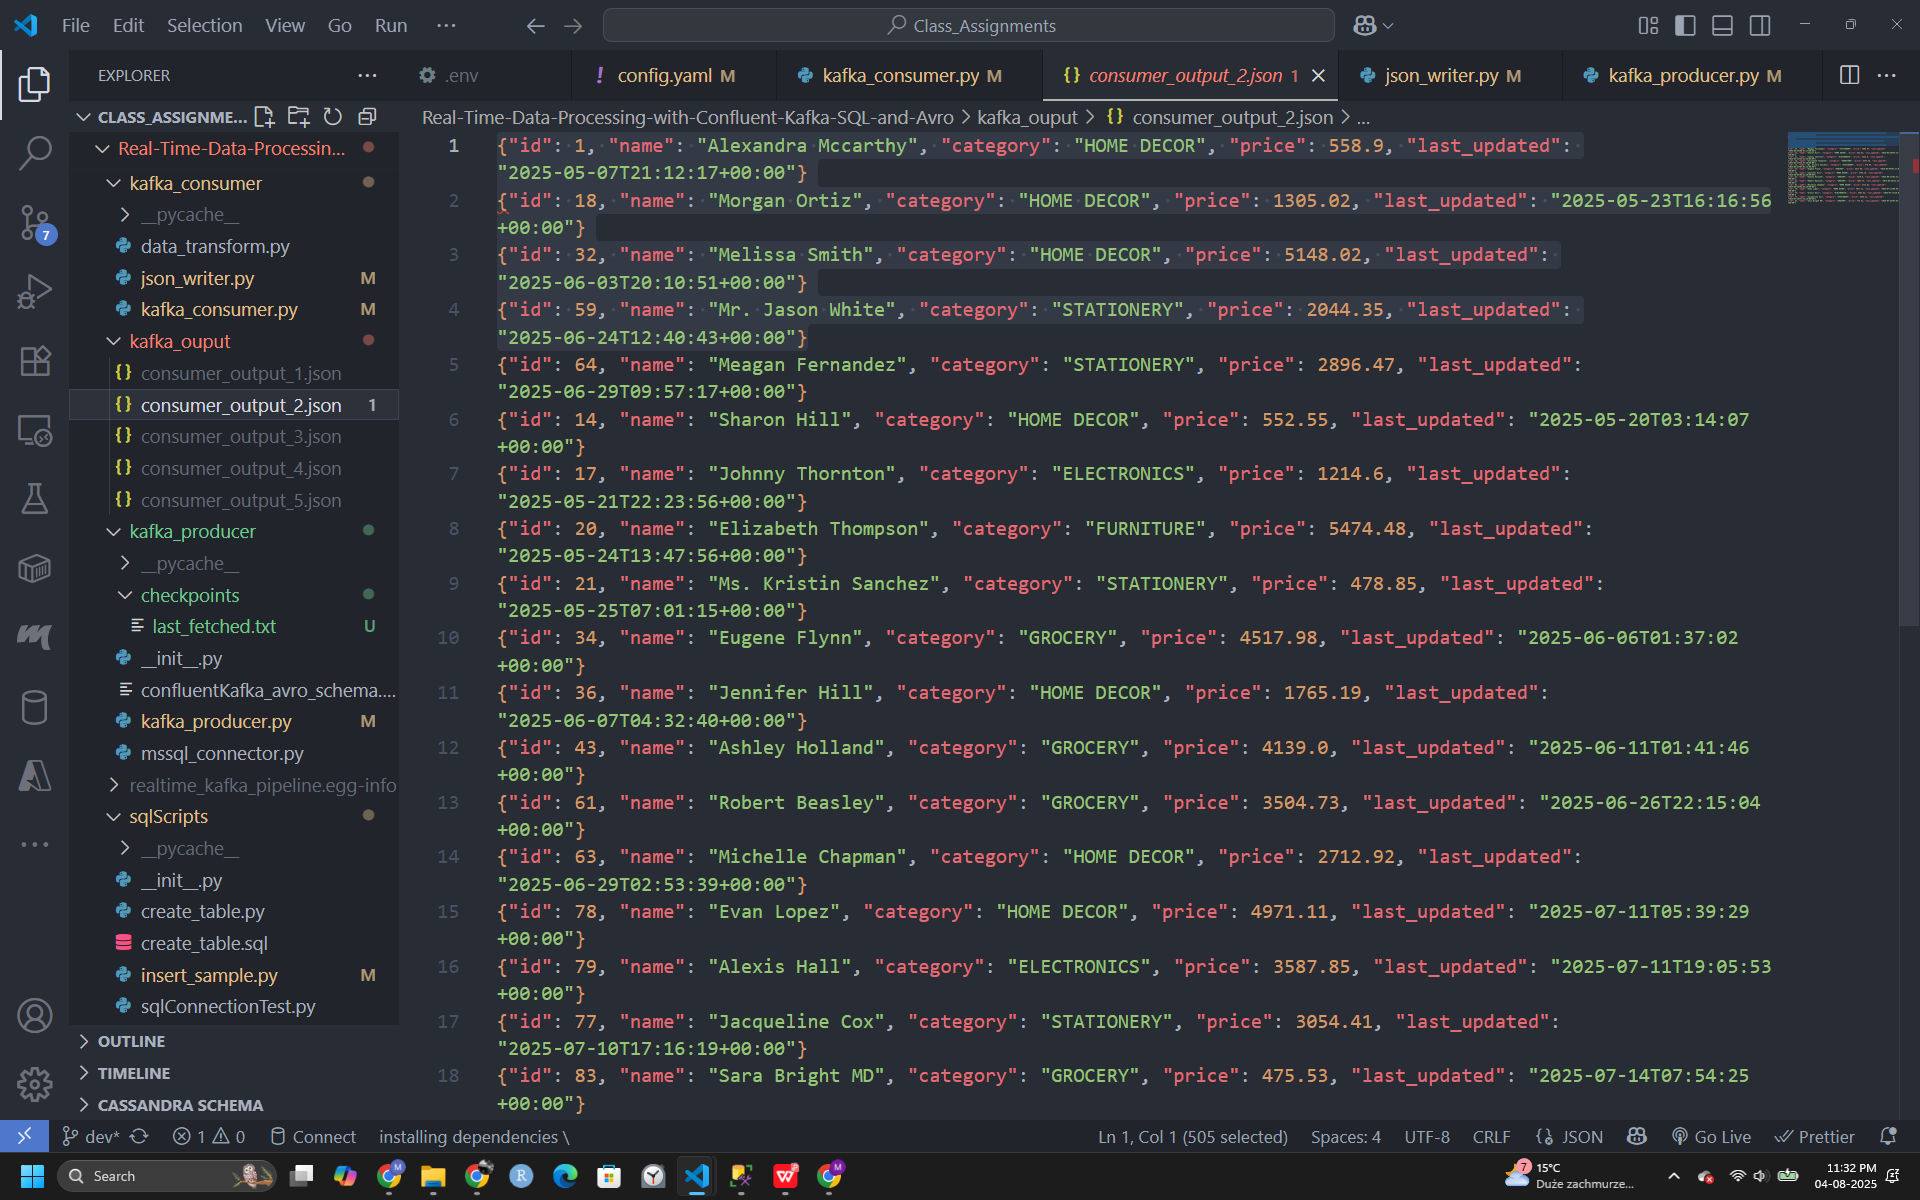 File Edit Selection View Go Run ···
Class_Assignments
EXPLORER
.env
! config.yaml M
kafka_consumer.py M
{} consumer_output_2.json 1
json_writer.py M
kafka_producer.py M
CLASS_ASSIGNME...
Real-Time-Data-Processing-with-Confluent-Kafka-SQL-and-Avro > kafka_ouput > {} consumer_output_2.json > ...
Real-Time-Data-Processin...
kafka_consumer
__pycache__
data_transform.py
json_writer.py M
kafka_consumer.py M
kafka_ouput
{} consumer_output_1.json
{} consumer_output_2.json 1
{} consumer_output_3.json
{} consumer_output_4.json
{} consumer_output_5.json
kafka_producer
__pycache__
checkpoints
last_fetched.txt U
__init__.py
confluentKafka_avro_schema....
kafka_producer.py M
mssql_connector.py
realtime_kafka_pipeline.egg-info
sqlScripts
__pycache__
__init__.py
create_table.py
create_table.sql
insert_sample.py M
sqlConnectionTest.py
OUTLINE
TIMELINE
CASSANDRA SCHEMA
7
1 {"id": 1, "name": "Alexandra Mccarthy", "category": "HOME DECOR", "price": 558.9, "last_updated":
"2025-05-07T21:12:17+00:00"}
2 {"id": 18, "name": "Morgan Ortiz", "category": "HOME DECOR", "price": 1305.02, "last_updated": "2025-05-23T16:16:56
+00:00"}
3 {"id": 32, "name": "Melissa Smith", "category": "HOME DECOR", "price": 5148.02, "last_updated":
"2025-06-03T20:10:51+00:00"}
4 {"id": 59, "name": "Mr. Jason White", "category": "STATIONERY", "price": 2044.35, "last_updated":
"2025-06-24T12:40:43+00:00"}
5 {"id": 64, "name": "Meagan Fernandez", "category": "STATIONERY", "price": 2896.47, "last_updated":
"2025-06-29T09:57:17+00:00"}
6 {"id": 14, "name": "Sharon Hill", "category": "HOME DECOR", "price": 552.55, "last_updated": "2025-05-20T03:14:07
+00:00"}
7 {"id": 17, "name": "Johnny Thornton", "category": "ELECTRONICS", "price": 1214.6, "last_updated":
"2025-05-21T22:23:56+00:00"}
8 {"id": 20, "name": "Elizabeth Thompson", "category": "FURNITURE", "price": 5474.48, "last_updated":
"2025-05-24T13:47:56+00:00"}
9 {"id": 21, "name": "Ms. Kristin Sanchez", "category": "STATIONERY", "price": 478.85, "last_updated":
"2025-05-25T07:01:15+00:00"}
10 {"id": 34, "name": "Eugene Flynn", "category": "GROCERY", "price": 4517.98, "last_updated": "2025-06-06T01:37:02
+00:00"}
11 {"id": 36, "name": "Jennifer Hill", "category": "HOME DECOR", "price": 1765.19, "last_updated":
"2025-06-07T04:32:40+00:00"}
12 {"id": 43, "name": "Ashley Holland", "category": "GROCERY", "price": 4139.0, "last_updated": "2025-06-11T01:41:46
+00:00"}
13 {"id": 61, "name": "Robert Beasley", "category": "GROCERY", "price": 3504.73, "last_updated": "2025-06-26T22:15:04
+00:00"}
14 {"id": 63, "name": "Michelle Chapman", "category": "HOME DECOR", "price": 2712.92, "last_updated":
"2025-06-29T02:53:39+00:00"}
15 {"id": 78, "name": "Evan Lopez", "category": "HOME DECOR", "price": 4971.11, "last_updated": "2025-07-11T05:39:29
+00:00"}
16 {"id": 79, "name": "Alexis Hall", "category": "ELECTRONICS", "price": 3587.85, "last_updated": "2025-07-11T19:05:53
+00:00"}
17 {"id": 77, "name": "Jacqueline Cox", "category": "STATIONERY", "price": 3054.41, "last_updated":
"2025-07-10T17:16:19+00:00"}
18 {"id": 83, "name": "Sara Bright MD", "category": "GROCERY", "price": 475.53, "last_updated": "2025-07-14T07:54:25
+00:00"}
dev* 1 0 Connect installing dependencies \ Ln 1, Col 1 (505 selected) Spaces: 4 UTF-8 CRLF {} JSON Go Live Prettier
Search
7 15°C
Duże zachmurze...
11:32 PM
04-08-2025